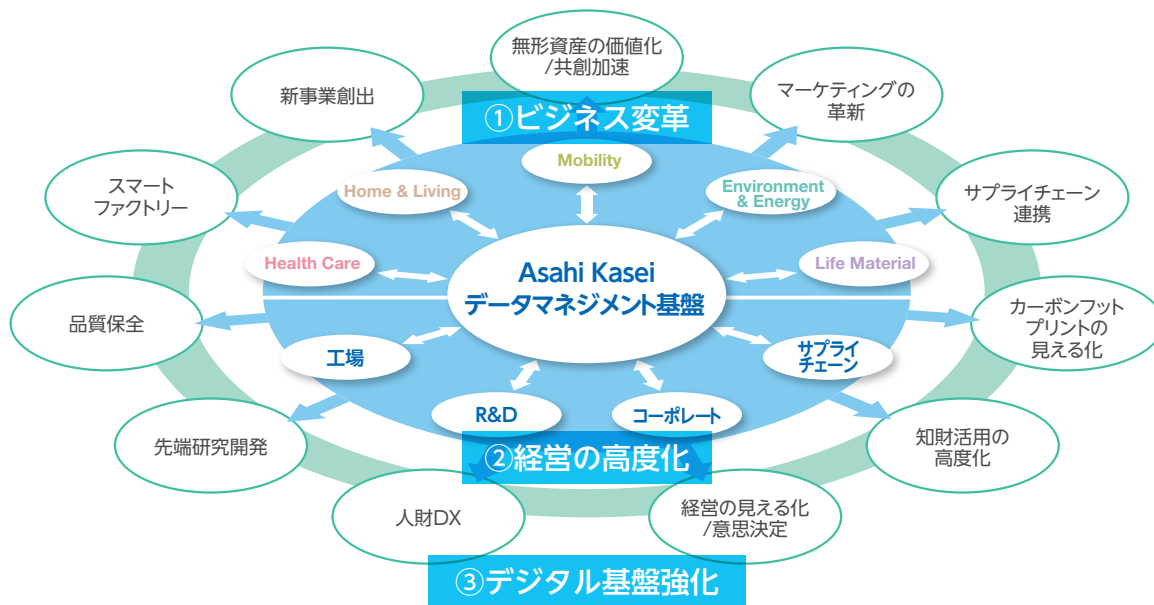 無形資産の価値化
/共創加速
新事業創出
マーケティングの
革新
①ビジネス変革
Mobility
Home & Living
Environment
& Energy
スマート
ファクトリー
サプライチェーン
連携
Health Care
Life Material
Asahi Kasei
データマネジメント基盤
品質保全
カーボンフット
プリントの
見える化
工場
サプライ
チェーン
R&D
コーポレート
先端研究開発
知財活用の
高度化
②経営の高度化
人財DX
経営の見える化
/意思決定
③デジタル基盤強化